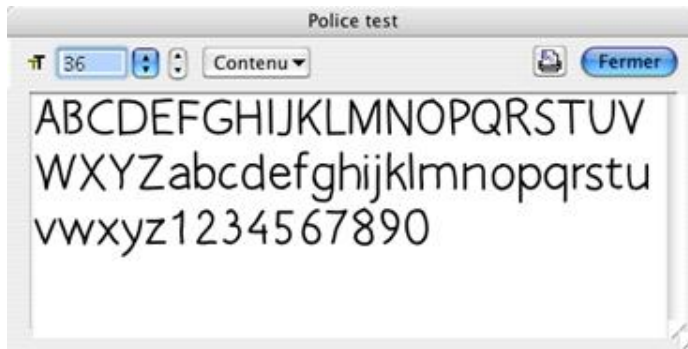 Police test
36 Contenu Fermer
ABCDEFGHIJKLMNOPQRSTUV
WXYZabcdefghijklmnopqrstu
vwxyz1234567890